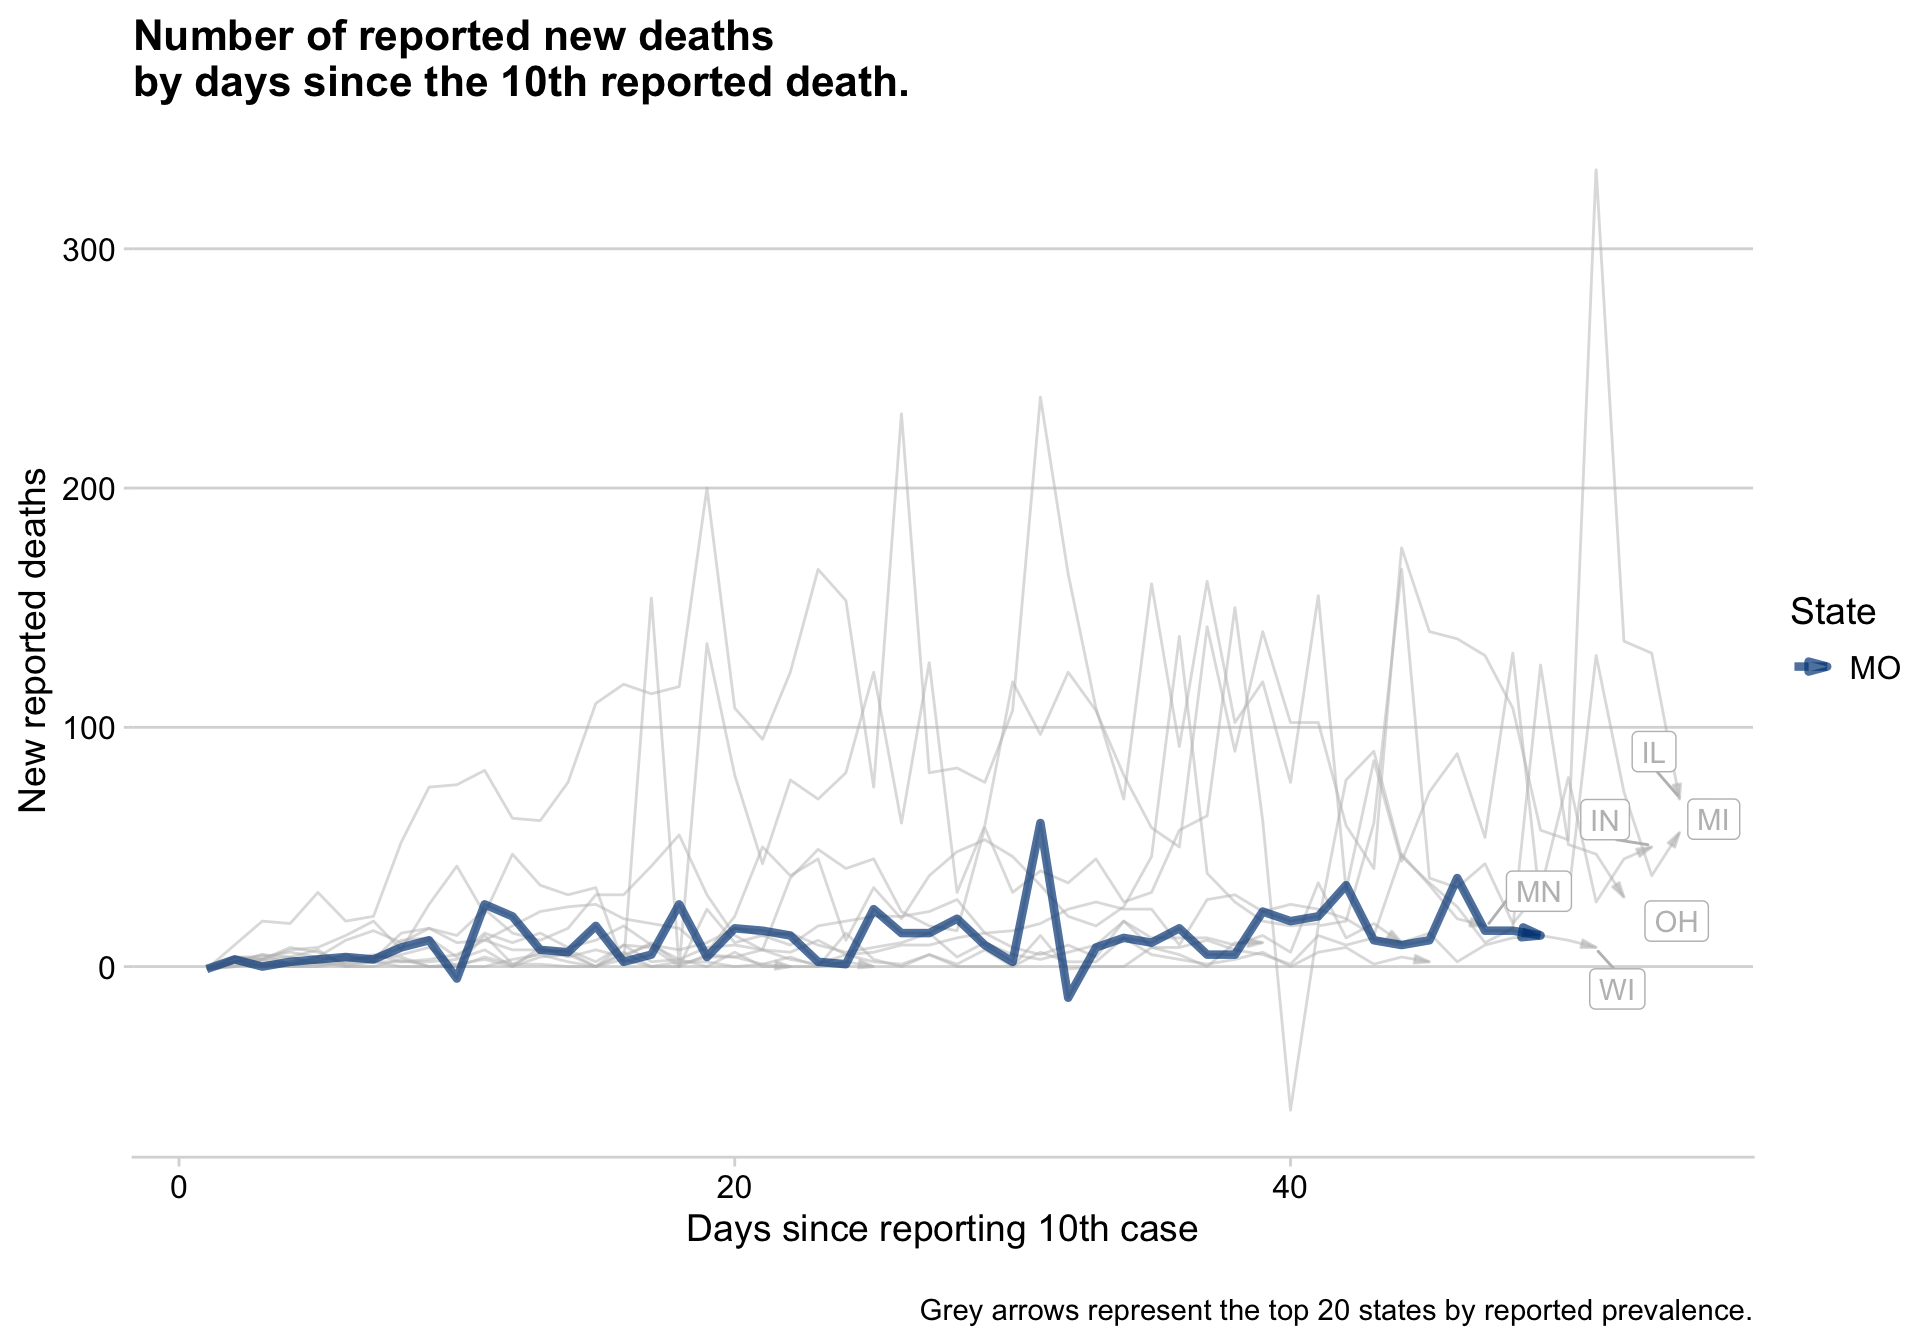 Number of reported new deaths
by days since the 10th reported death.
New reported deaths
300
200
100
0
0
20
40
Days since reporting 10th case
IL
IN
MI
MN
OH
WI
State
MO
Grey arrows represent the top 20 states by reported prevalence.